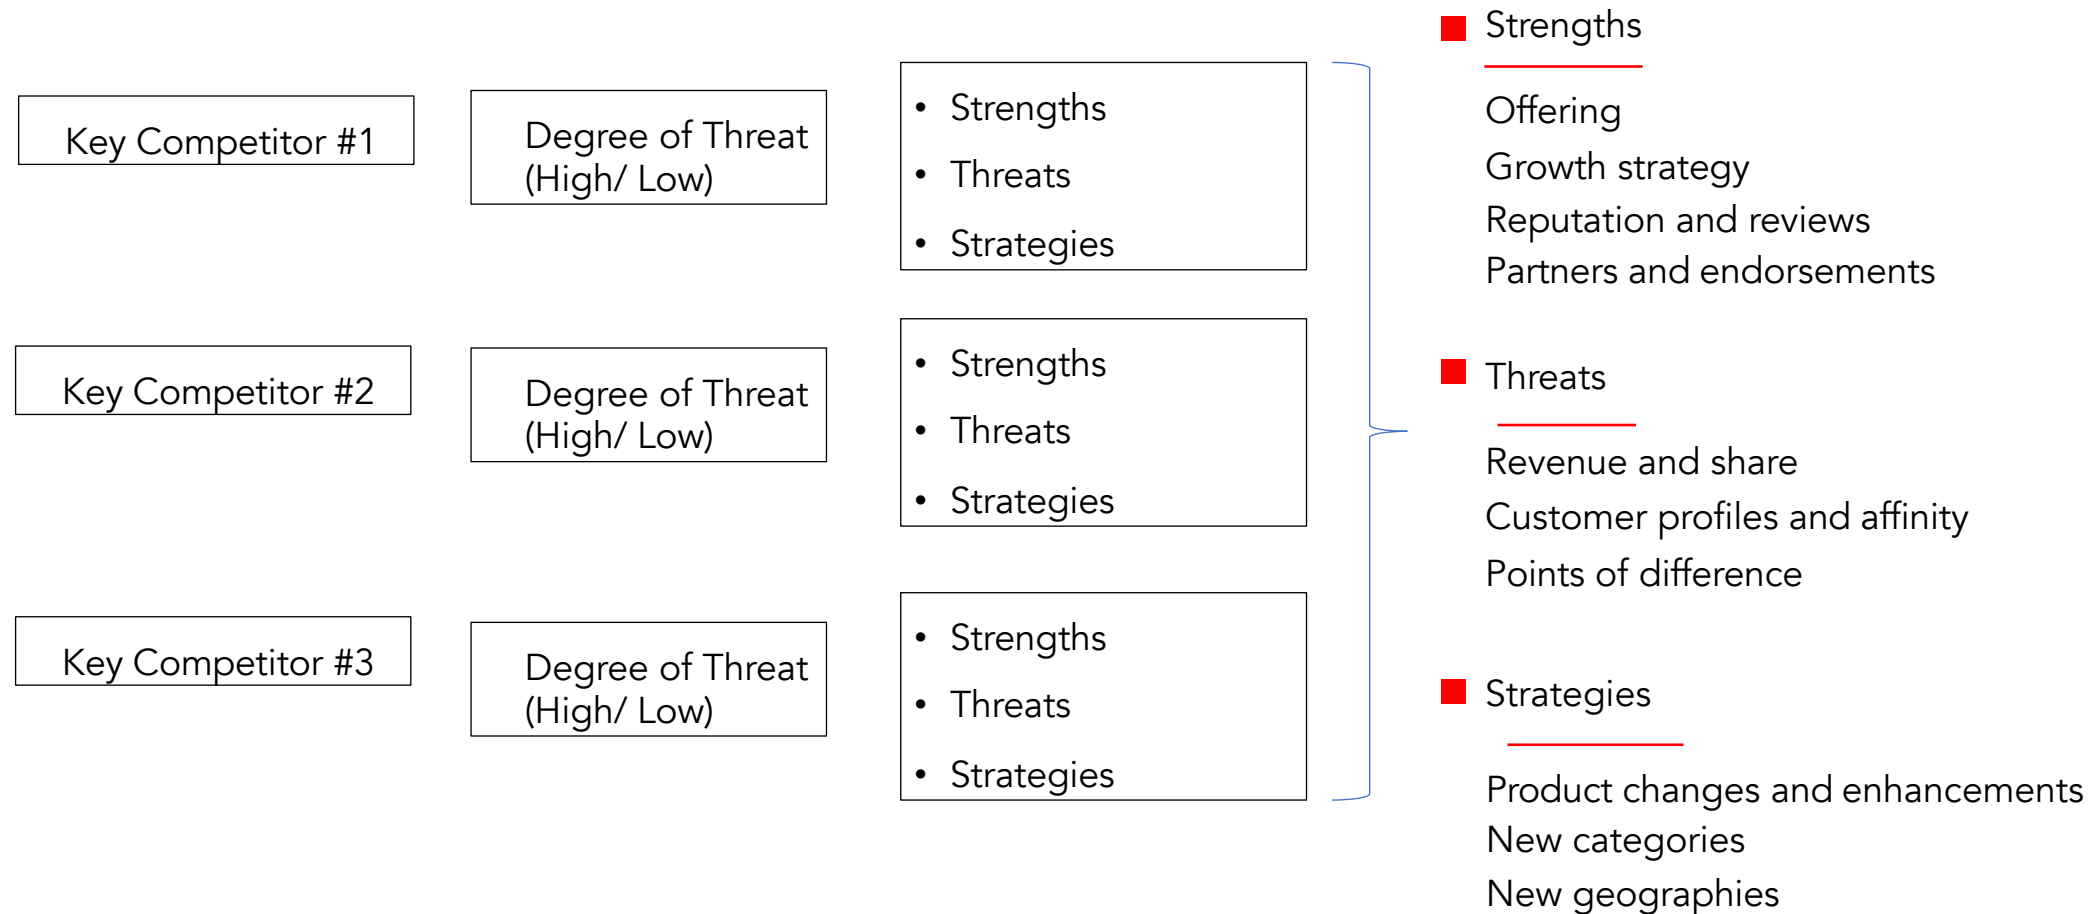 Key Competitor #1
Degree of Threat
(High/ Low)
• Strengths
• Threats
• Strategies
Key Competitor #2
Degree of Threat
(High/ Low)
• Strengths
• Threats
• Strategies
Key Competitor #3
Degree of Threat
(High/ Low)
• Strengths
• Threats
• Strategies
Strengths
Offering
Growth strategy
Reputation and reviews
Partners and endorsements
Threats
Revenue and share
Customer profiles and affinity
Points of difference
Strategies
Product changes and enhancements
New categories
New geographies